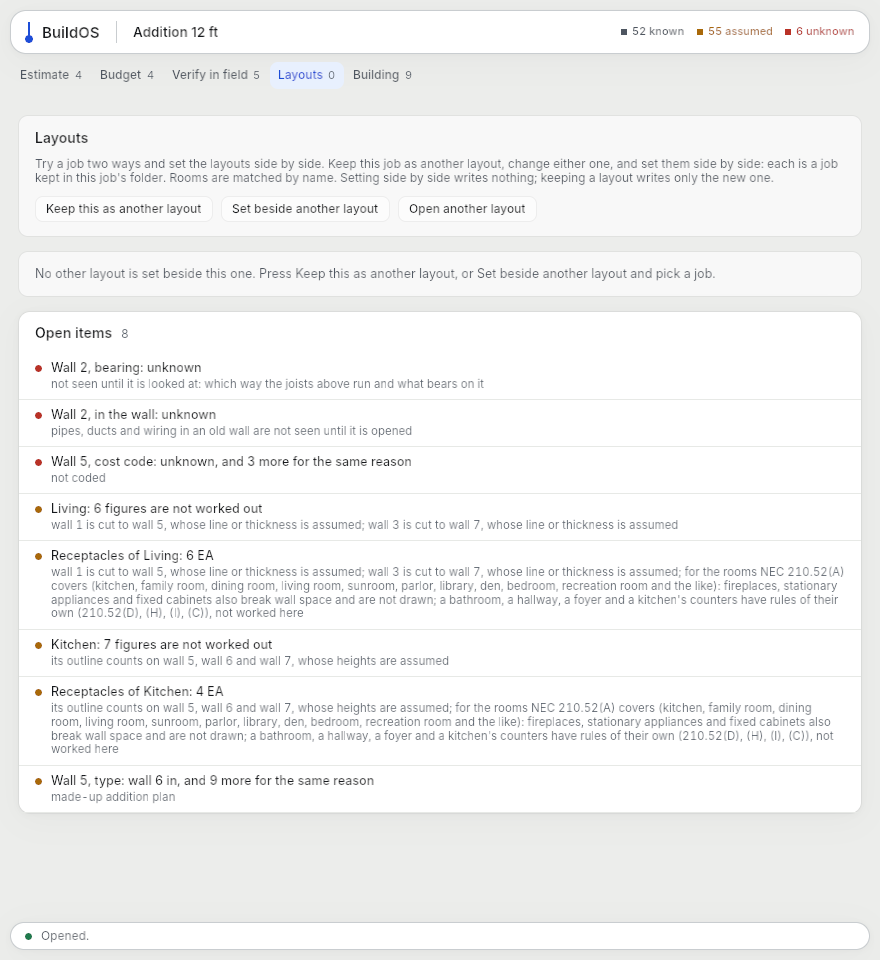 BuildOS
Addition 12 ft
52 known
55 assumed
6 unknown
Estimate 4
Budget 4
Verify in field 5
Layouts 0
Building 9
Layouts
Try a job two ways and set the layouts side by side. Keep this job as another layout, change either one, and set them side by side: each is a job
kept in this job's folder. Rooms are matched by name. Setting side by side writes nothing; keeping a layout writes only the new one.
Keep this as another layout
Set beside another layout
Open another layout
No other layout is set beside this one. Press Keep this as another layout, or Set beside another layout and pick a job.
Open items 8
Wall 2, bearing: unknown
not seen until it is looked at: which way the joists above run and what bears on it
Wall 2, in the wall: unknown
pipes, ducts and wiring in an old wall are not seen until it is opened
Wall 5, cost code: unknown, and 3 more for the same reason
not coded
Living: 6 figures are not worked out
wall 1 is cut to wall 5, whose line or thickness is assumed; wall 3 is cut to wall 7, whose line or thickness is assumed
Receptacles of Living: 6 EA
wall 1 is cut to wall 5, whose line or thickness is assumed; wall 3 is cut to wall 7, whose line or thickness is assumed; for the rooms NEC 210.52(A)
covers (kitchen, family room, dining room, living room, sunroom, parlor, library, den, bedroom, recreation room and the like): fireplaces, stationary
appliances and fixed cabinets also break wall space and are not drawn; a bathroom, a hallway, a foyer and a kitchen's counters have rules of their
own (210.52(D), (H), (I), (C)), not worked here
Kitchen: 7 figures are not worked out
its outline counts on wall 5, wall 6 and wall 7, whose heights are assumed
Receptacles of Kitchen: 4 EA
its outline counts on wall 5, wall 6 and wall 7, whose heights are assumed; for the rooms NEC 210.52(A) covers (kitchen, family room, dining
room, living room, sunroom, parlor, library, den, bedroom, recreation room and the like): fireplaces, stationary appliances and fixed cabinets also
break wall space and are not drawn; a bathroom, a hallway, a foyer and a kitchen's counters have rules of their own (210.52(D), (H), (I), (C)), not
worked here
Wall 5, type: wall 6 in, and 9 more for the same reason
made-up addition plan
Opened.